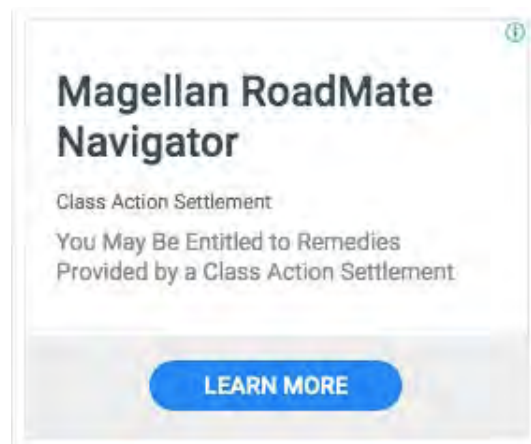 Magellan RoadMate
Navigator
Class Action Settlement
You May Be Entitled to Remedies
Provided by a Class Action Settlement
LEARN MORE